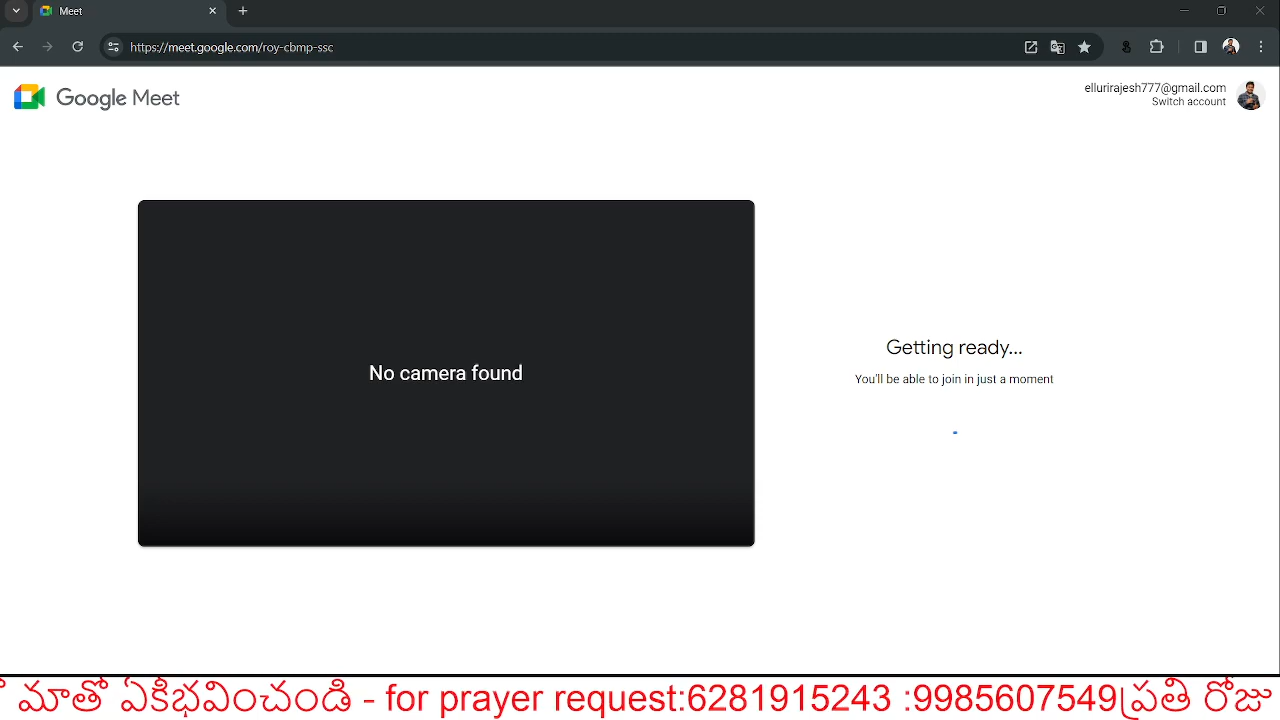 Meet
https://meet.google.com/roy-cbmp-ssc
Google Meet
ellurirajesh777@gmail.com
Switch account
No camera found
Getting ready...
You'll be able to join in just a moment
మాతో ఏకీభవించండి - for prayer request:6281915243 :9985607549ప్రతి రోజు